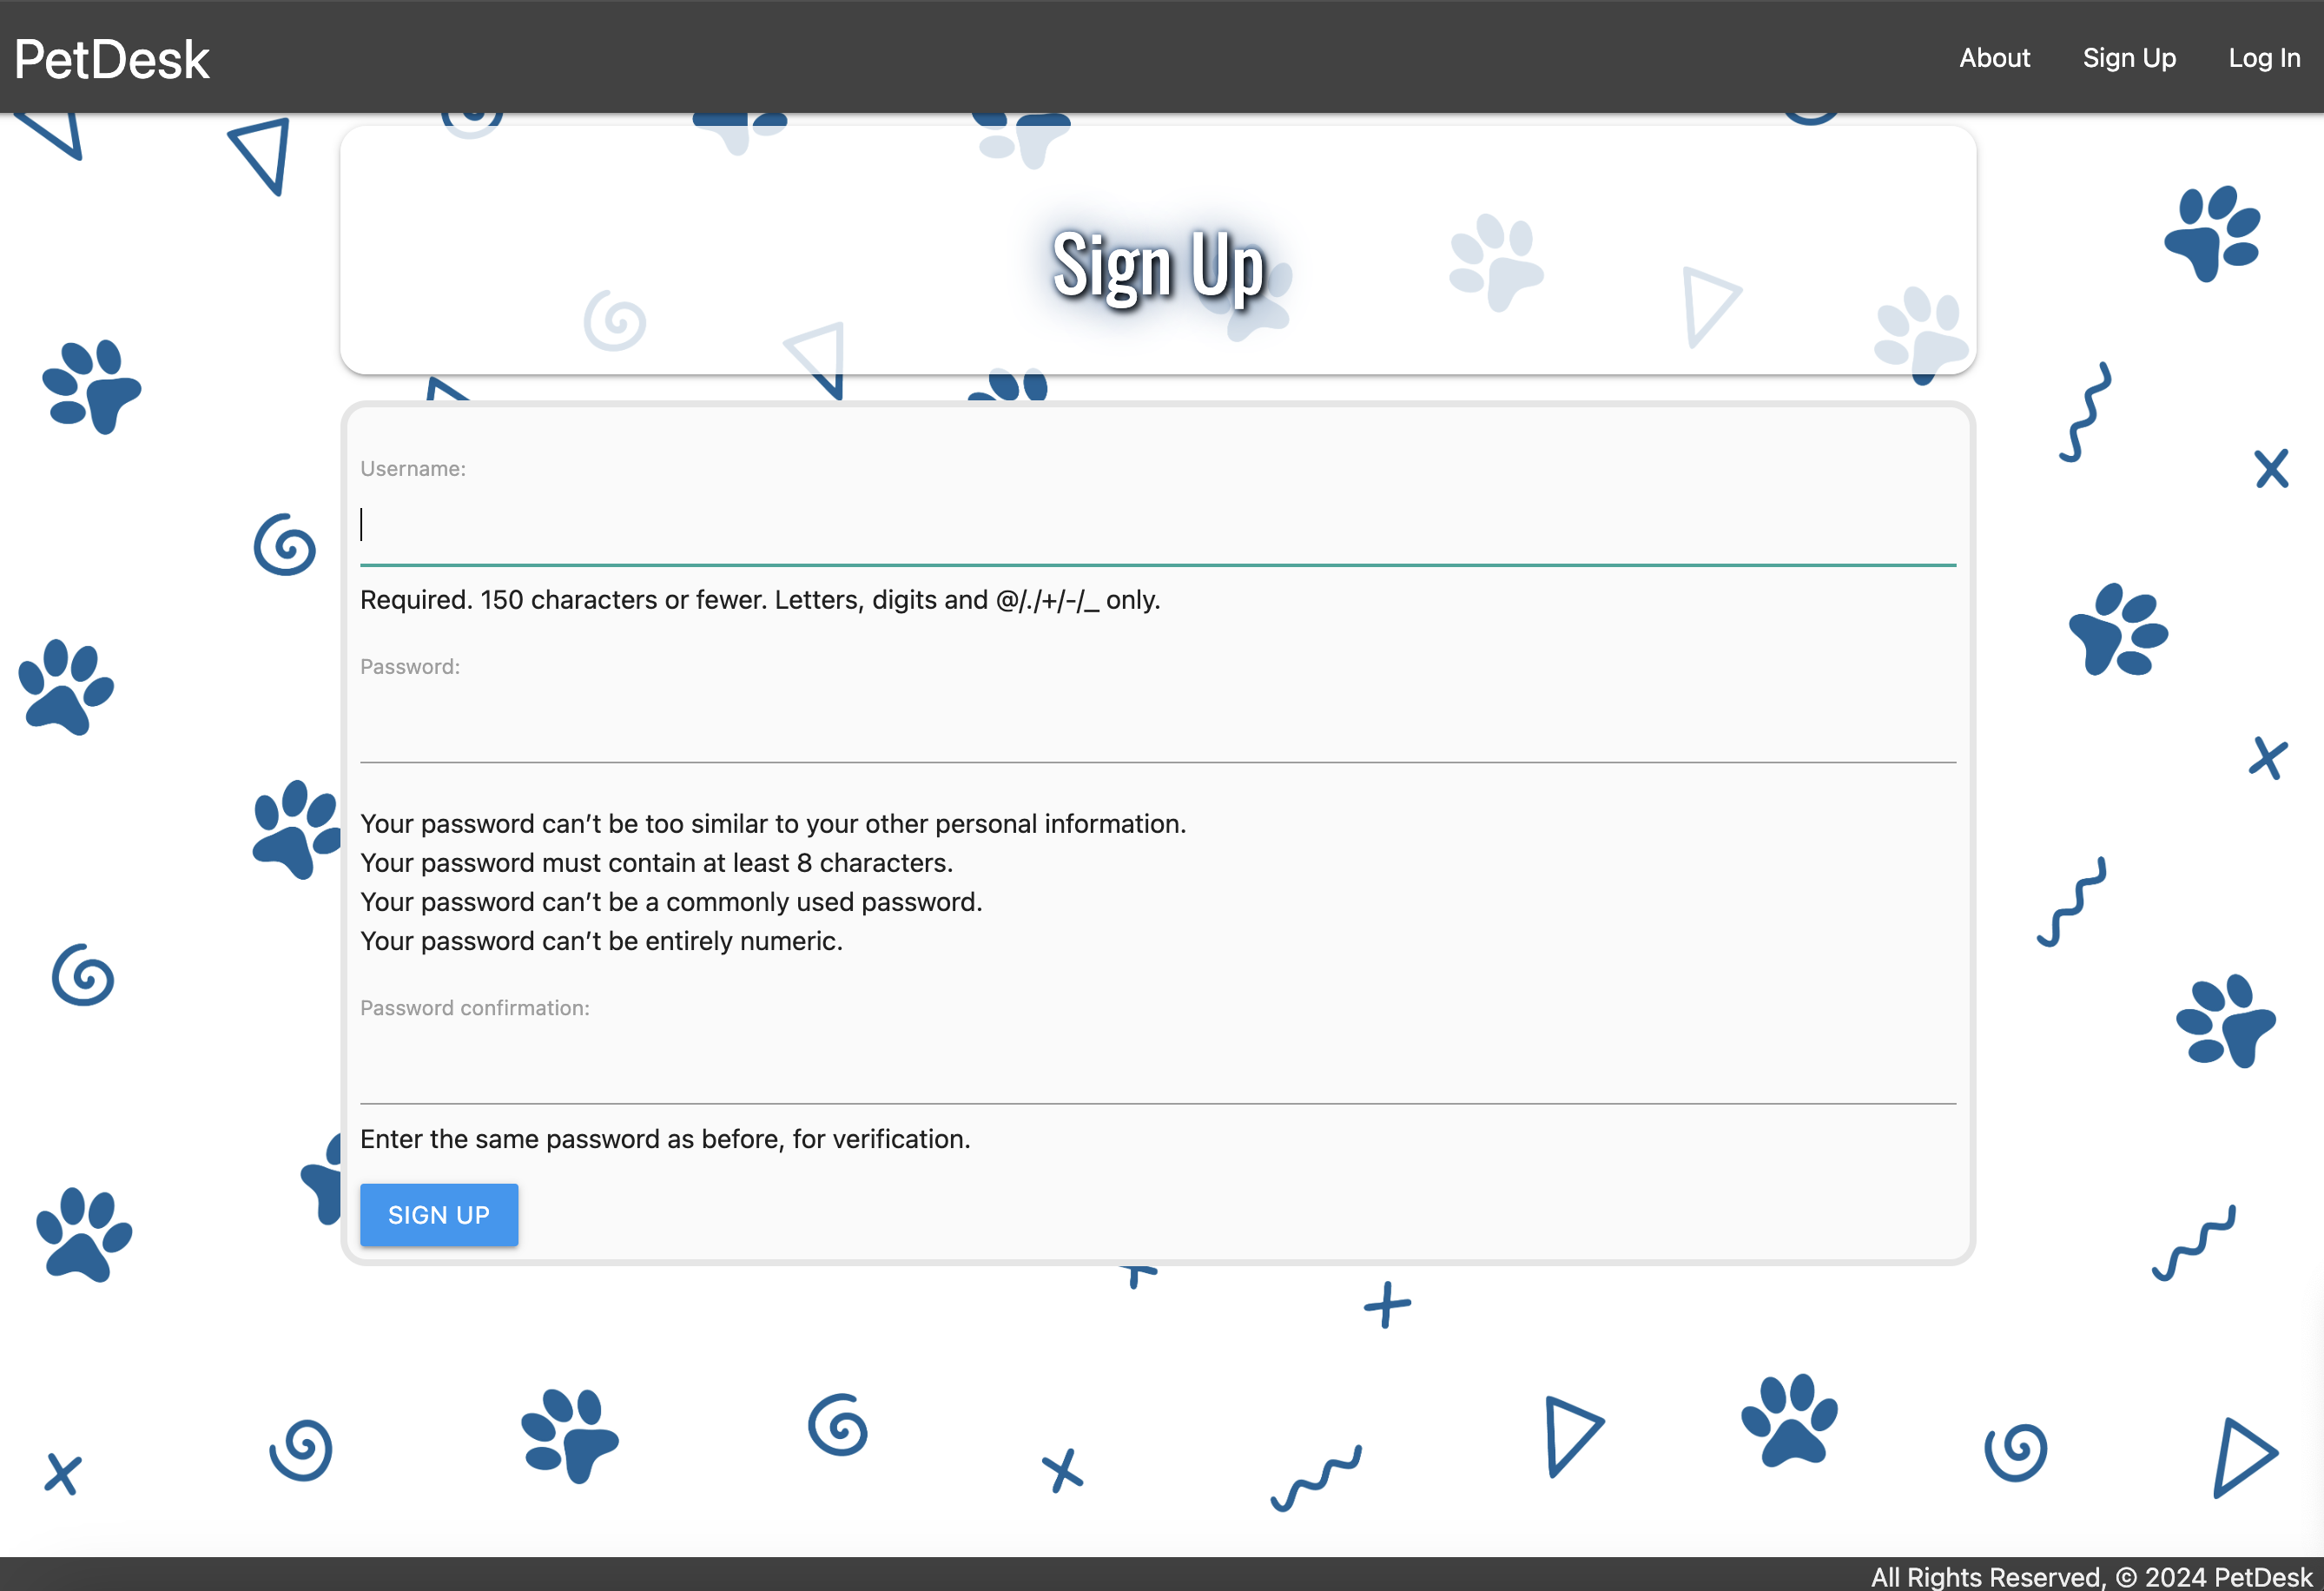 PetDesk
About Sign Up Log In
Sign Up
Username:
Required. 150 characters or fewer. Letters, digits and @/./+/-/_ only.
Password:
Your password can’t be too similar to your other personal information.
Your password must contain at least 8 characters.
Your password can’t be a commonly used password.
Your password can’t be entirely numeric.
Password confirmation:
Enter the same password as before, for verification.
SIGN UP
All Rights Reserved, © 2024 PetDesk